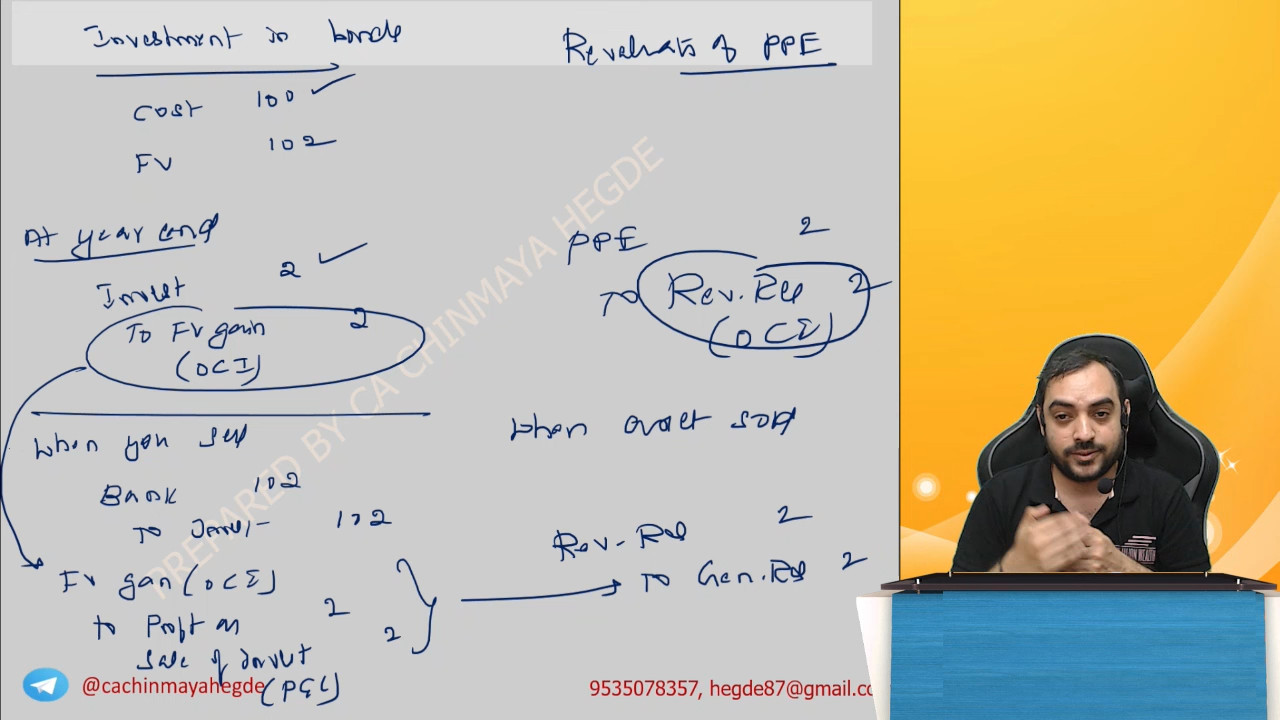 Investment in bonds
Cost 100
FV 102
At year end
Invest 2
To FV gain 2
(OCI)
When you sell
Bank 102
To Invt 102
FV gain (OCI) 2
to Profit on 2
sale of invest
(P&L)
Revaluation of PPE
PPE 2
To Rev. Res 2
(OCI)
When asset sold
Rev. Res 2
To Gen. Res 2
PREPARED BY CA CHINMAYA HEGDE
@cachinmayahegde
9535078357, hegde87@gmail.co